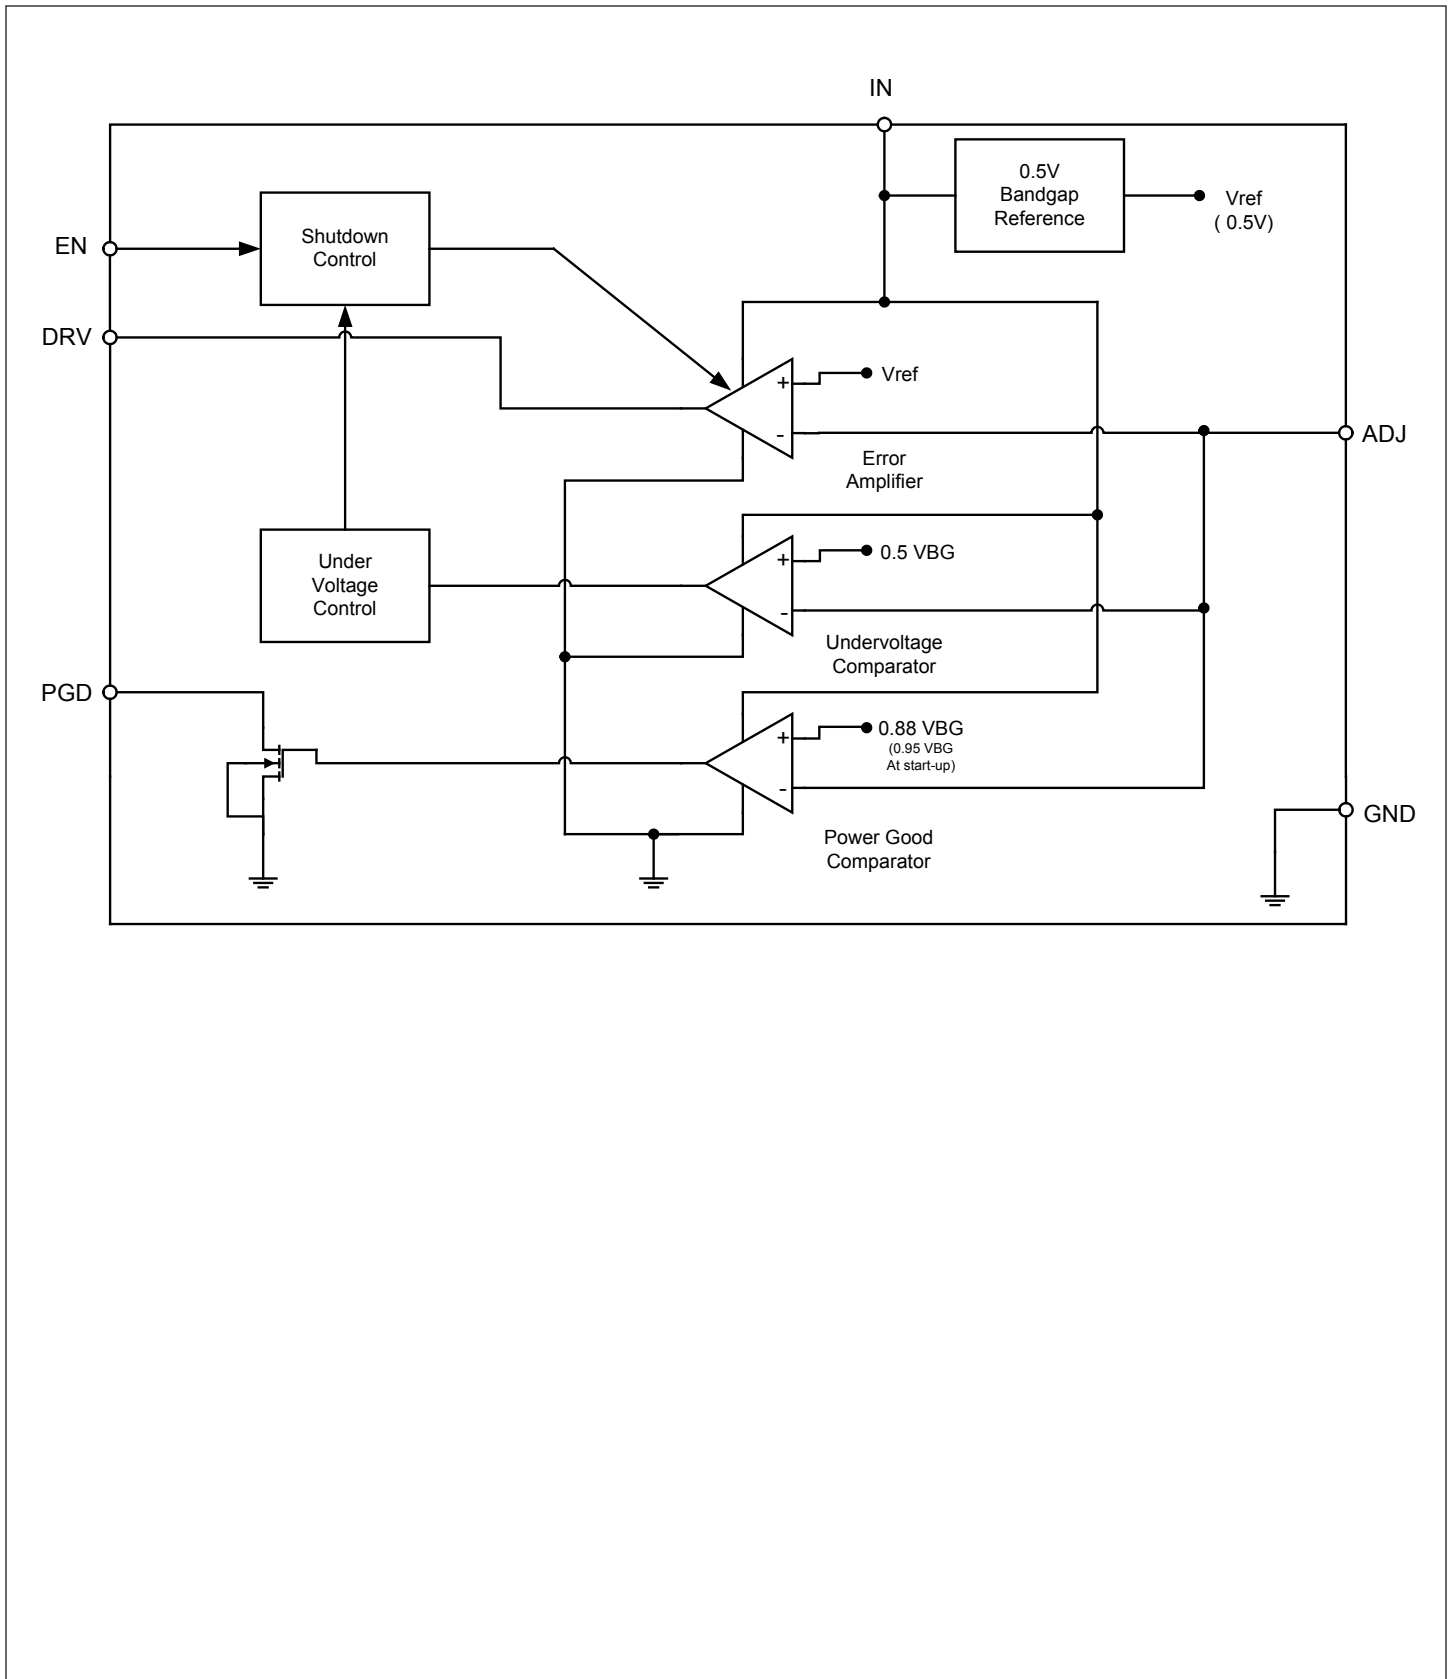 IN
0.5V
Bandgap
Reference
Vref
( 0.5V)
EN
Shutdown
Control
DRV
+
Vref
-
ADJ
Error
Amplifier
Under
Voltage
Control
+
0.5 VBG
-
Undervoltage
Comparator
PGD
+
0.88 VBG
(0.95 VBG
At start-up)
-
GND
Power Good
Comparator